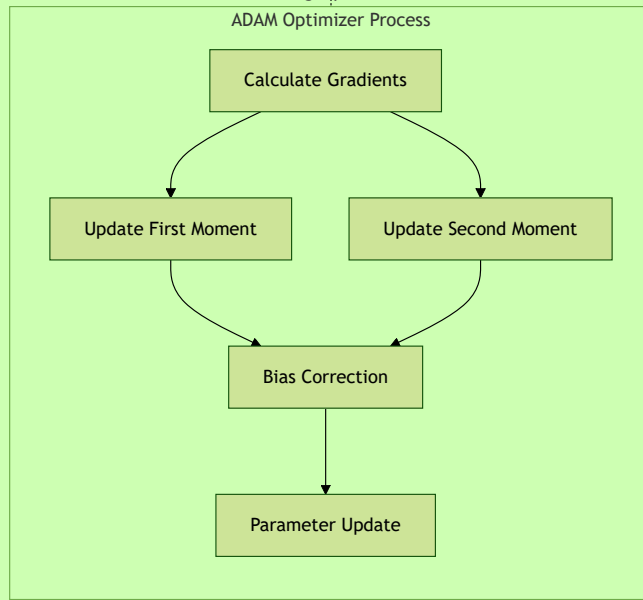 ADAM Optimizer Process
Calculate Gradients
Update First Moment
Update Second Moment
Bias Correction
Parameter Update